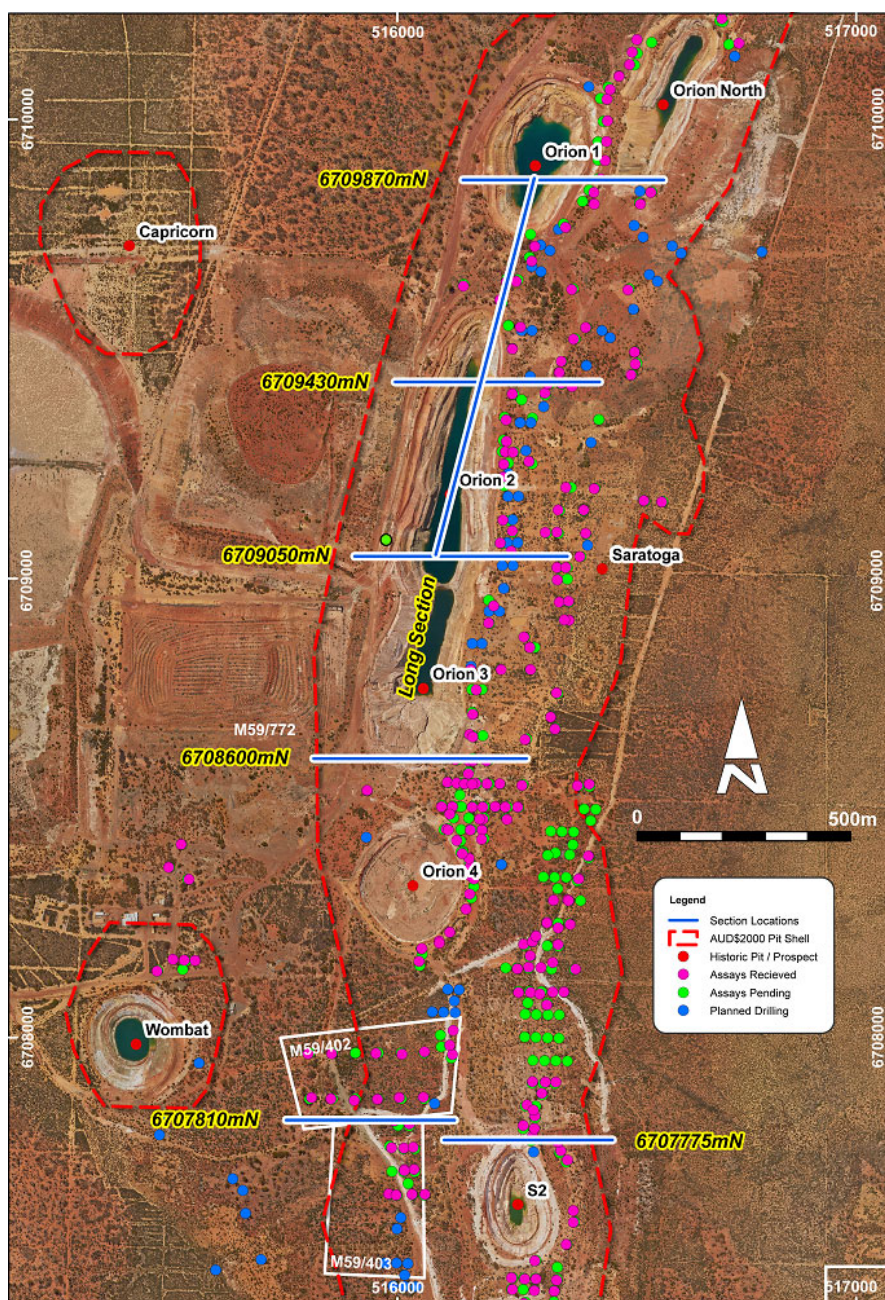 516000
517000
6710000
6710000
Orion North
Orion 1
6709870mN
Capricorn
6709430mN
Orion 2
6709050mN
Saratoga
6709000
6709000
Long Section
Orion 3
M59/772
6708600mN
0
500m
Orion 4
Legend
Section Locations
AUD$2000 Pit Shell
Historic Pit / Prospect
Assays Recieved
Assays Pending
Planned Drilling
6708000
6708000
Wombat
M59/402
6707810mN
6707775mN
S2
M59/403
516000
517000
N